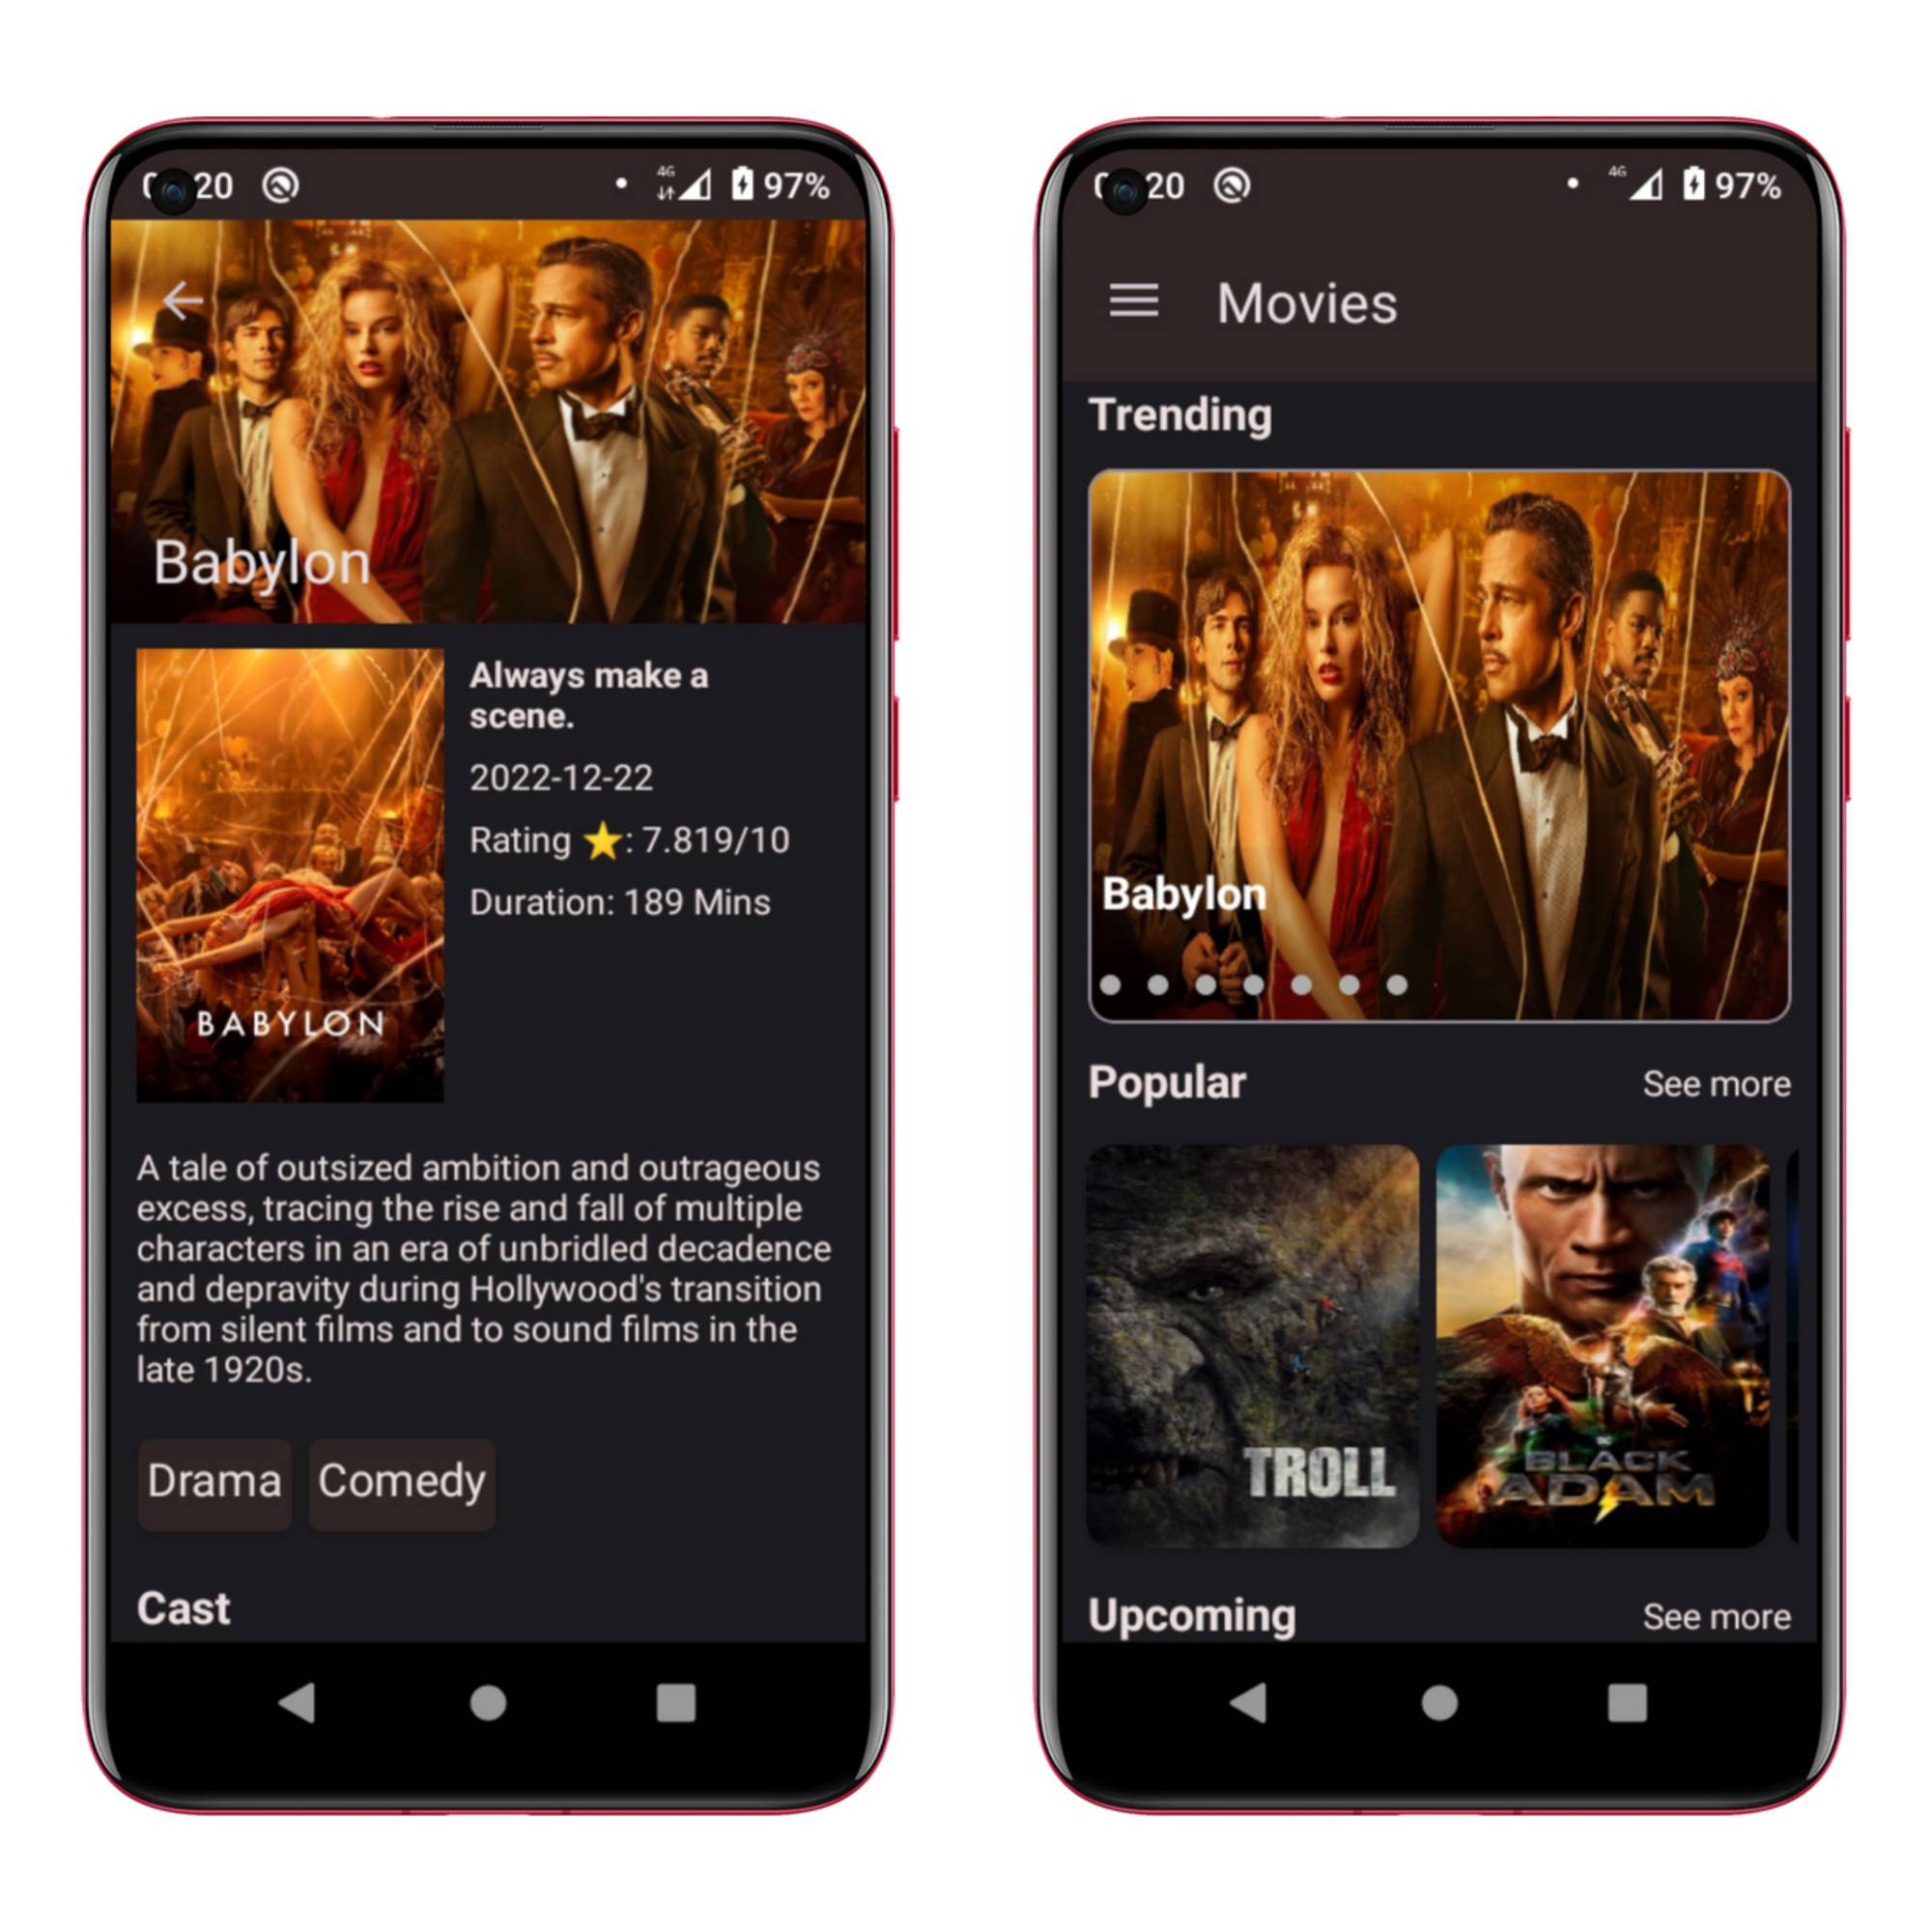 20
4G
97%
Babylon
BABYLON
Always make a
scene.
2022-12-22
Rating ⭐: 7.819/10
Duration: 189 Mins
A tale of outsized ambition and outrageous
excess, tracing the rise and fall of multiple
characters in an era of unbridled decadence
and depravity during Hollywood's transition
from silent films and to sound films in the
late 1920s.
Drama Comedy
Cast
20
4G
97%
Movies
Trending
Babylon
Popular See more
TROLL
DC
BLACK
ADAM
Upcoming See more